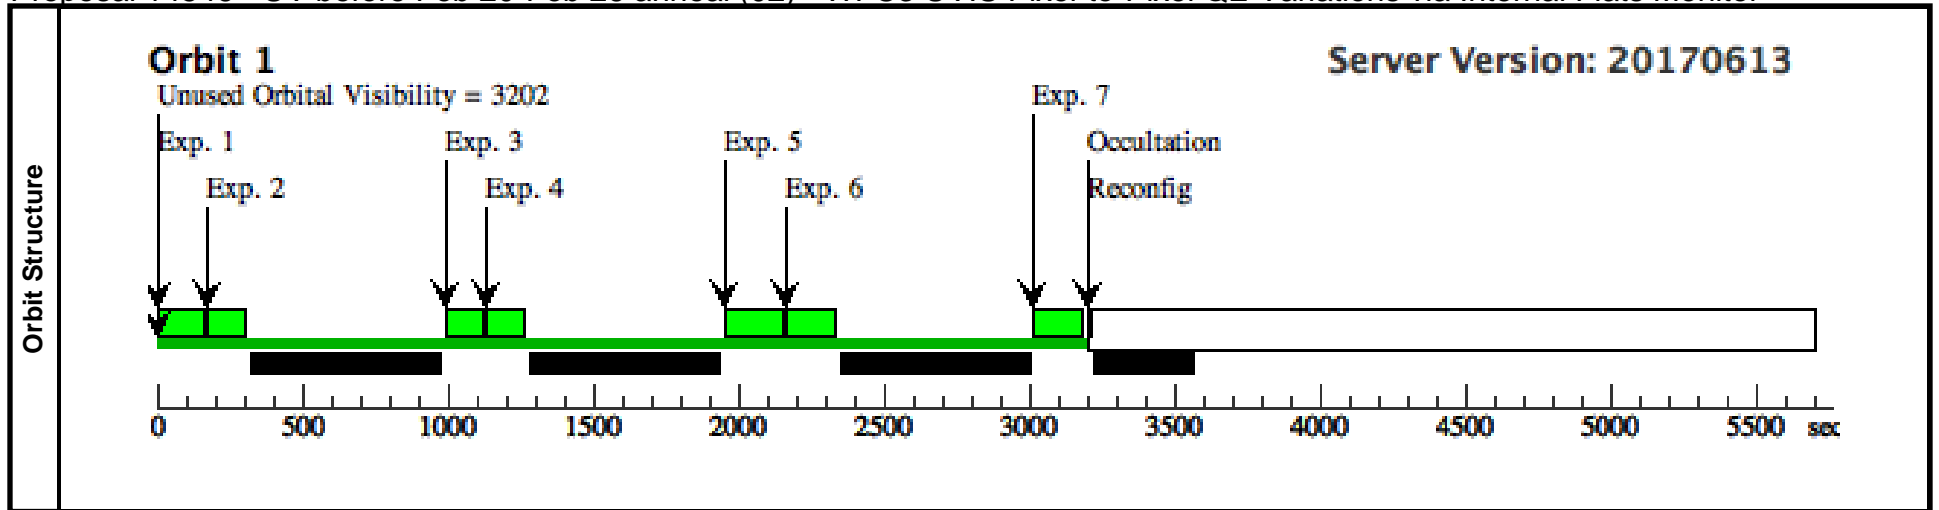 Orbit Structure
Orbit 1
Server Version: 20170613
Unused Orbital Visibility = 3202
Exp. 7
Exp. 1
Exp. 3
Exp. 5
Occultation
Exp. 2
Exp. 4
Exp. 6
Reconfig
0 500 1000 1500 2000 2500 3000 3500 4000 4500 5000 5500 sec